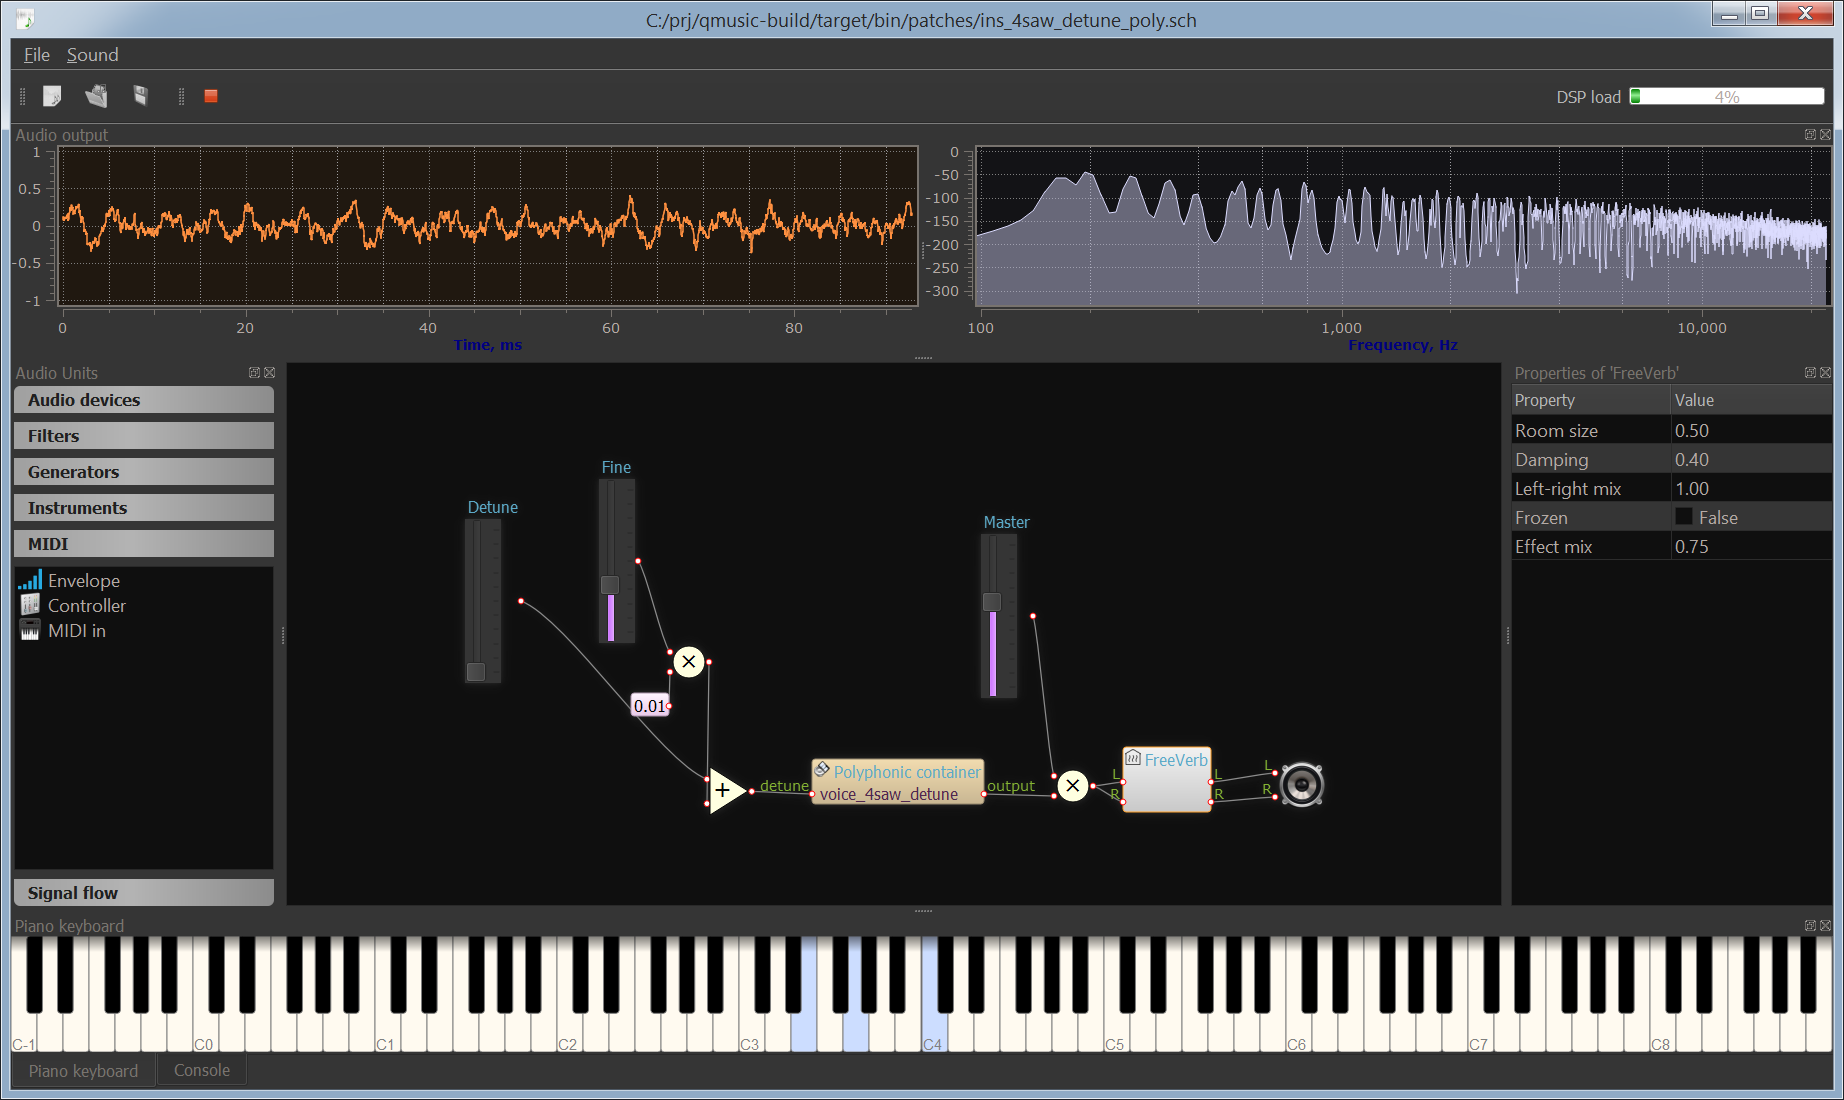 C:/prj/qmusic-build/target/bin/patches/ins_4saw_detune_poly.sch
File Sound
DSP load 4%
Audio output
1
0.5
0
-0.5
-1
0 20 40 60 80
Time, ms
0
-50
-100
-150
-200
-250
-300
100 1,000 10,000
Frequency, Hz
Audio Units
Audio devices
Filters
Generators
Instruments
MIDI
Envelope
Controller
MIDI in
Signal flow
Fine
Detune
Master
×
0.01
+
detune
Polyphonic container
voice_4saw_detune
output
×
L
R
FreeVerb
L
R
L
R
Properties of 'FreeVerb'
Property Value
Room size 0.50
Damping 0.40
Left-right mix 1.00
Frozen False
Effect mix 0.75
Piano keyboard
C-1 C0 C1 C2 C3 C4 C5 C6 C7 C8
Piano keyboard Console